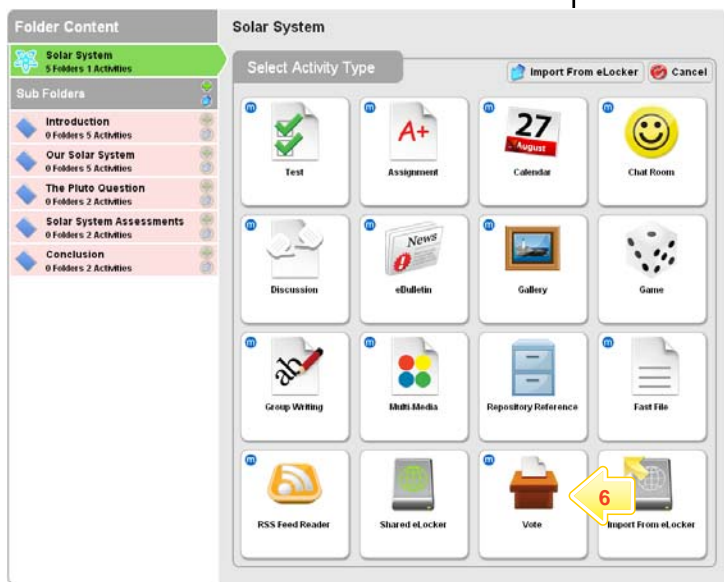 Folder Content
Solar System
5 Folders 1 Activities
Sub Folders
Introduction
0 Folders 5 Activities
Our Solar System
0 Folders 5 Activities
The Pluto Question
0 Folders 2 Activities
Solar System Assessments
0 Folders 2 Activities
Conclusion
0 Folders 2 Activities
Solar System
Select Activity Type
Import From eLocker
Cancel
m
Test
m
A+
Assignment
m
27
August
Calendar
m
Chat Room
m
Discussion
m
News
!
eBulletin
m
Gallery
Game
m
ab
Group Writing
m
Multi-Media
Repository Reference
m
Fast File
m
RSS Feed Reader
Shared eLocker
m
Vote
6
Import From eLocker